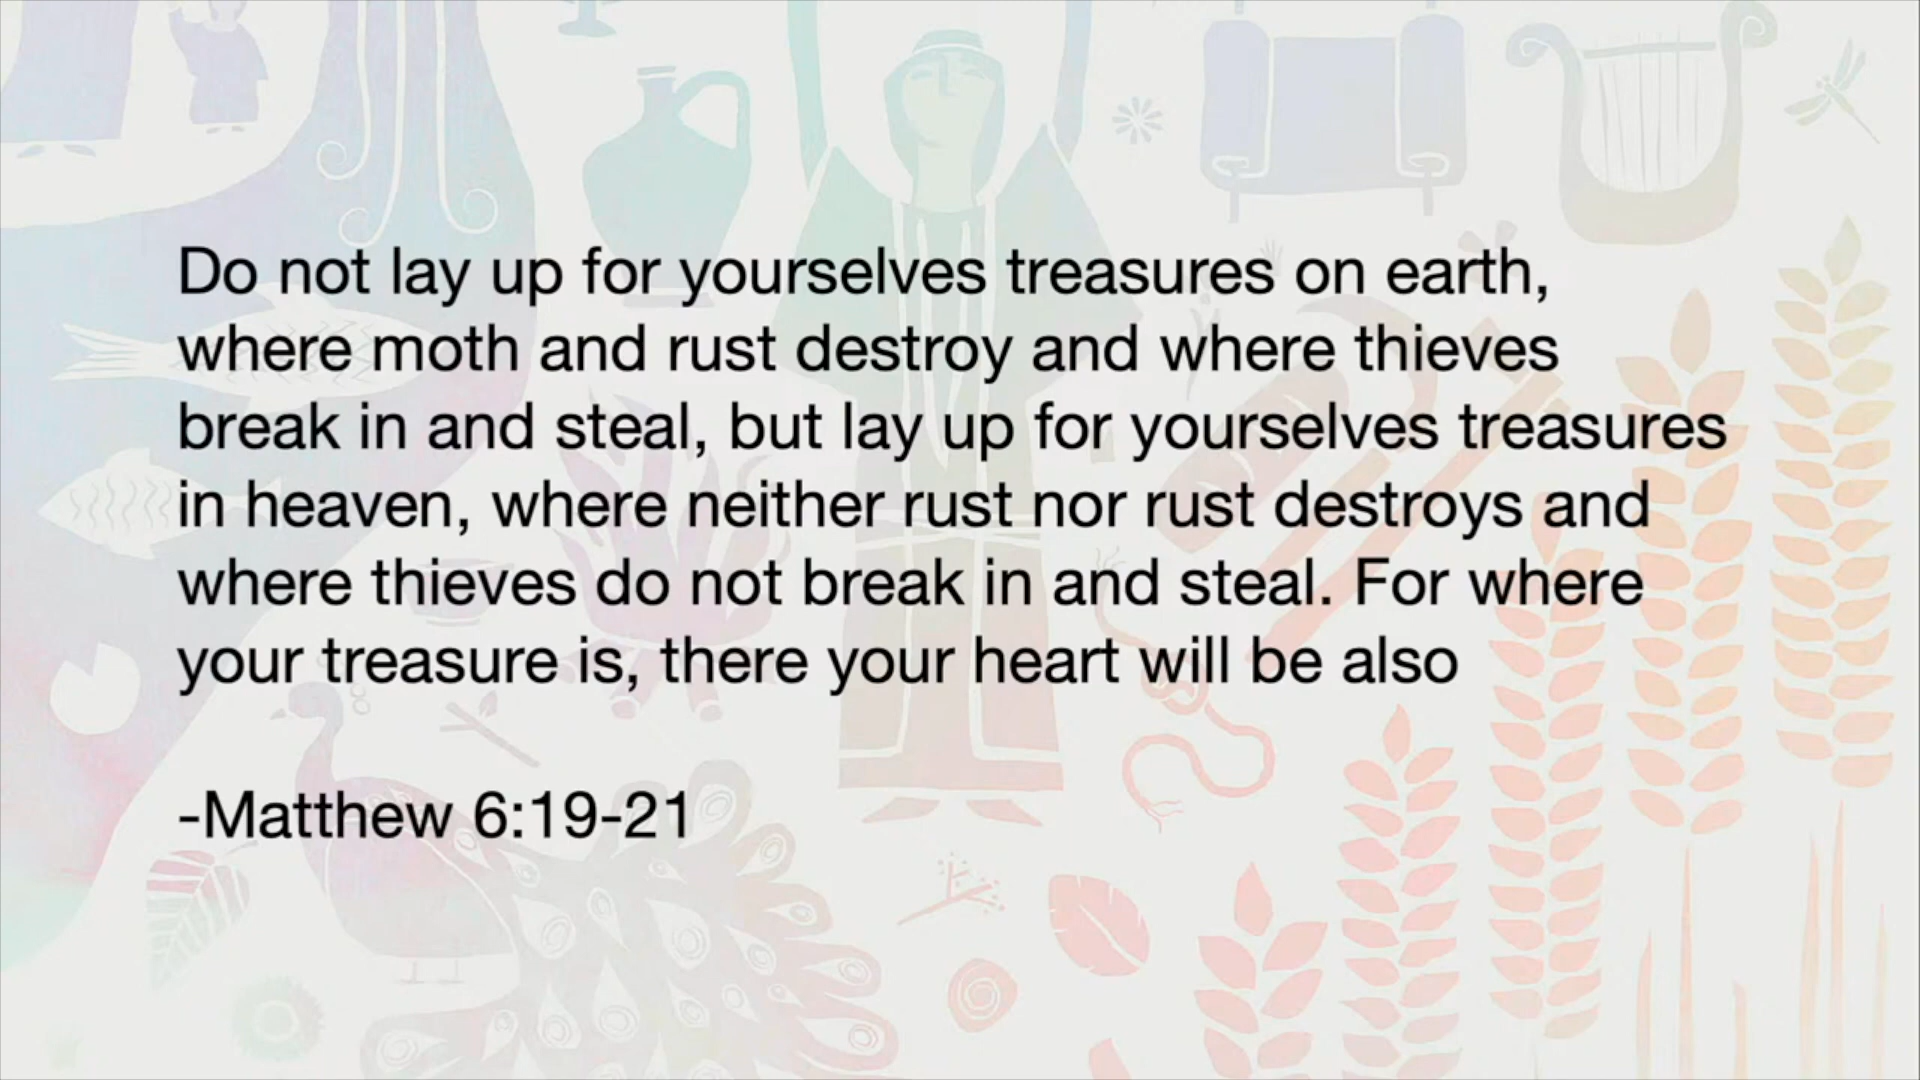 Do not lay up for yourselves treasures on earth,
where moth and rust destroy and where thieves
break in and steal, but lay up for yourselves treasures
in heaven, where neither rust nor rust destroys and
where thieves do not break in and steal. For where
your treasure is, there your heart will be also
-Matthew 6:19-21